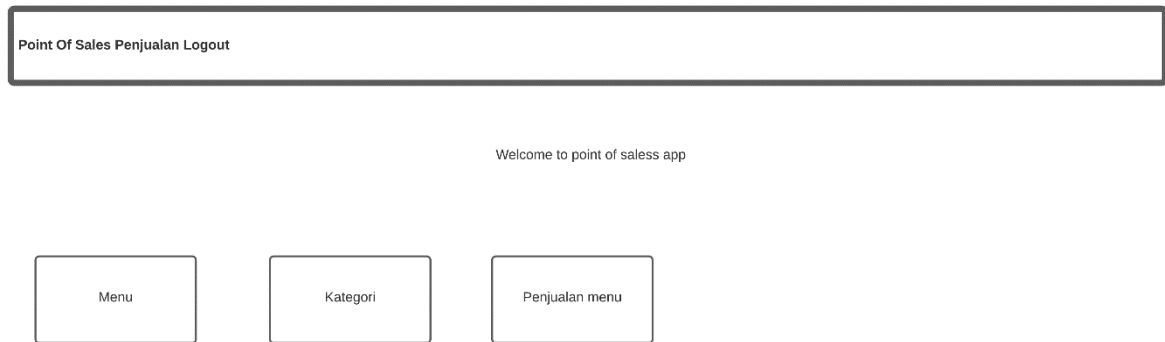 Point Of Sales Penjualan Logout
Welcome to point of saless app
Menu
Kategori
Penjualan menu